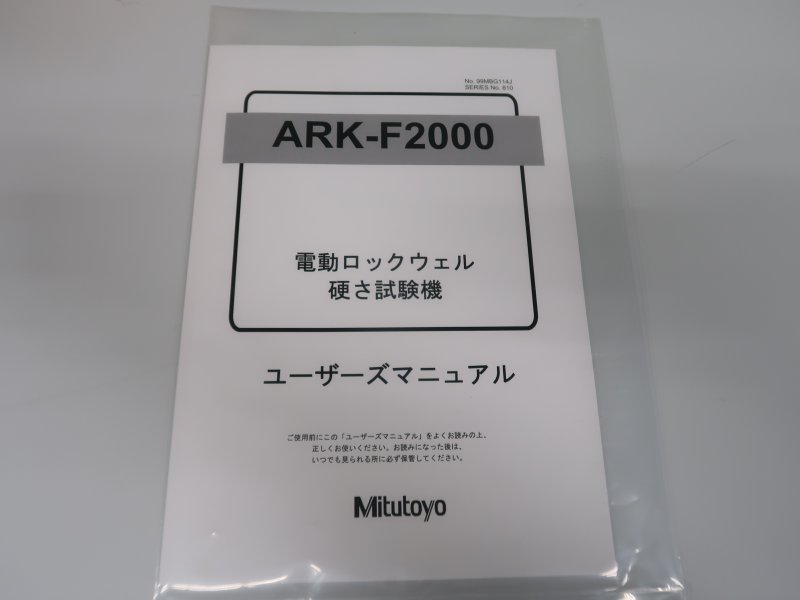 No. 99MBG114J
SERIES No. 810
ARK-F2000
電動ロックウェル
硬さ試験機
ユーザーズマニュアル
ご使用前にこの「ユーザーズマニュアル」をよくお読みの上、
正しくお使いください。お読みになった後は、
いつでも見られる所に必ず保管してください。
Mitutoyo